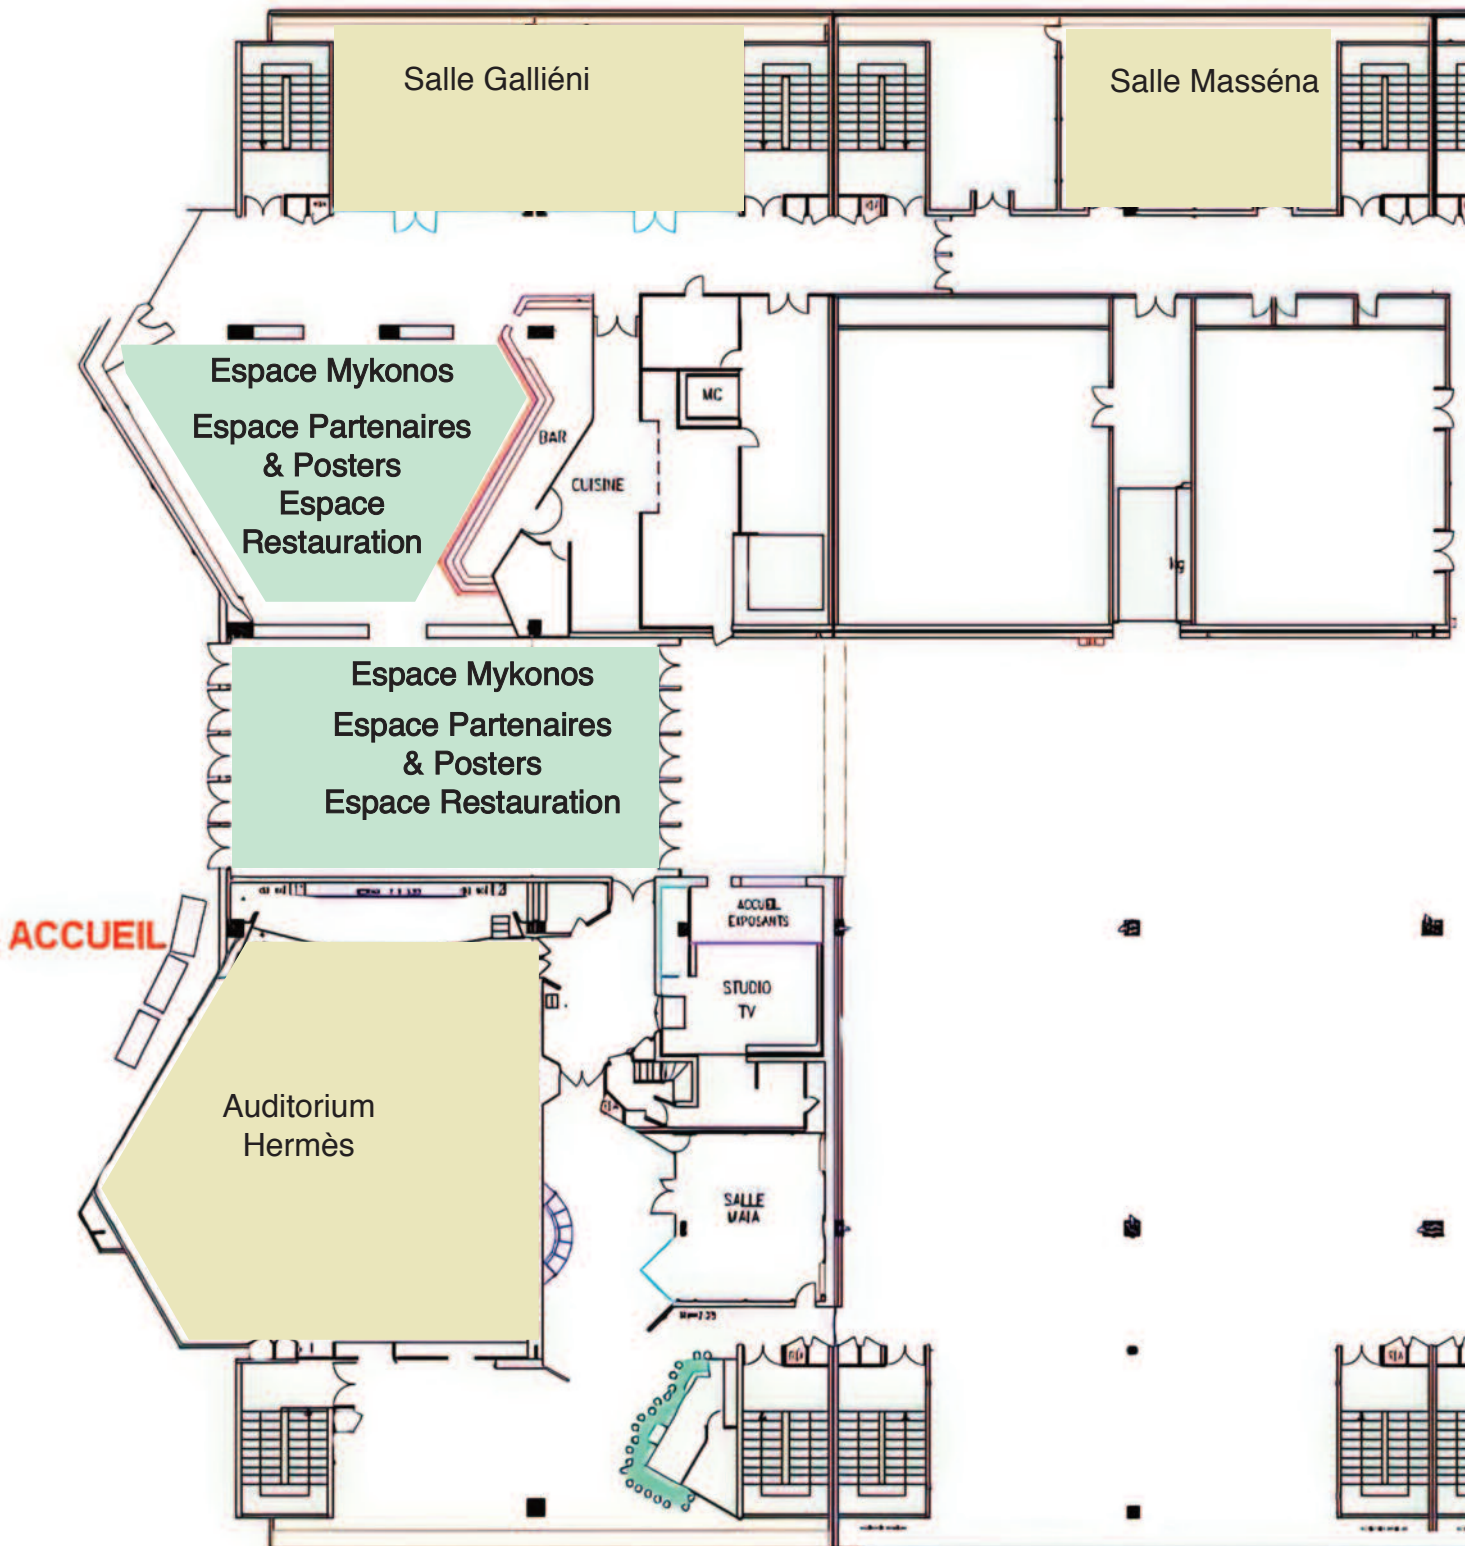 Salle Galliéni
Salle Masséna
Espace Mykonos
Espace Partenaires
& Posters
Espace
Restauration
BAR
CUISINE
MC
Espace Mykonos
Espace Partenaires
& Posters
Espace Restauration
ACCUEIL
ACCUEIL
EXPOSANTS
STUDIO
TV
Auditorium
Hermès
SALLE
MAIA